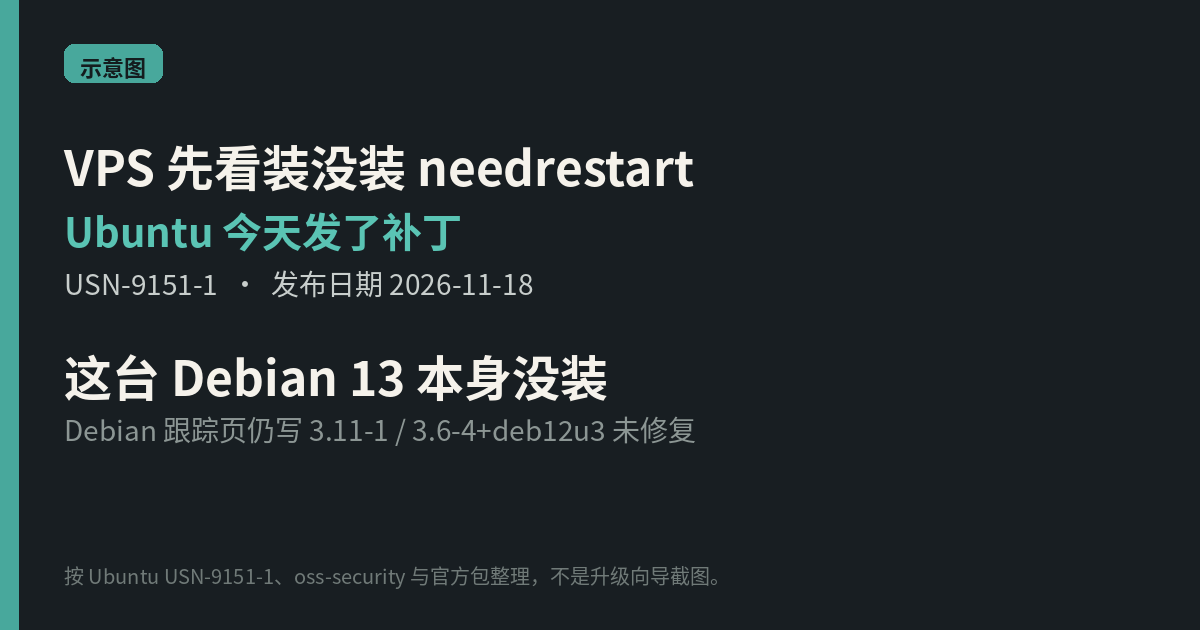 示意图
VPS 先看装没装 needrestart
Ubuntu 今天发了补丁
USN-9151-1 · 发布日期 2026-11-18
这台 Debian 13 本身没装
Debian 跟踪页仍写 3.11-1 / 3.6-4+deb12u3 未修复
按 Ubuntu USN-9151-1、oss-security 与官方包整理，不是升级向导截图。